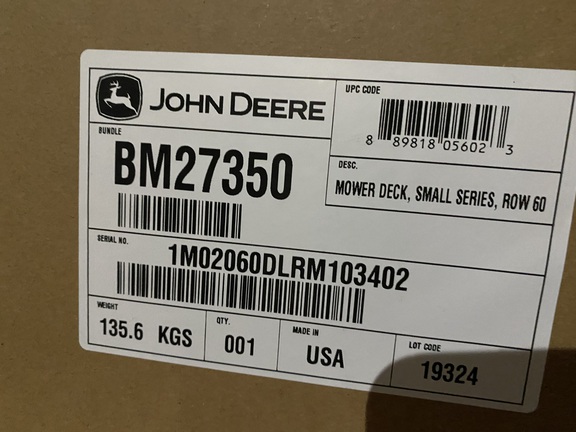 JOHN DEERE
UPC CODE
8 89818 05602 3
BUNDLE
BM27350
DESC.
MOWER DECK, SMALL SERIES, ROW 60
SERIAL NO.
1M02060DLRM103402
WEIGHT
135.6 KGS
QTY.
001
MADE IN
USA
LOT CODE
19324